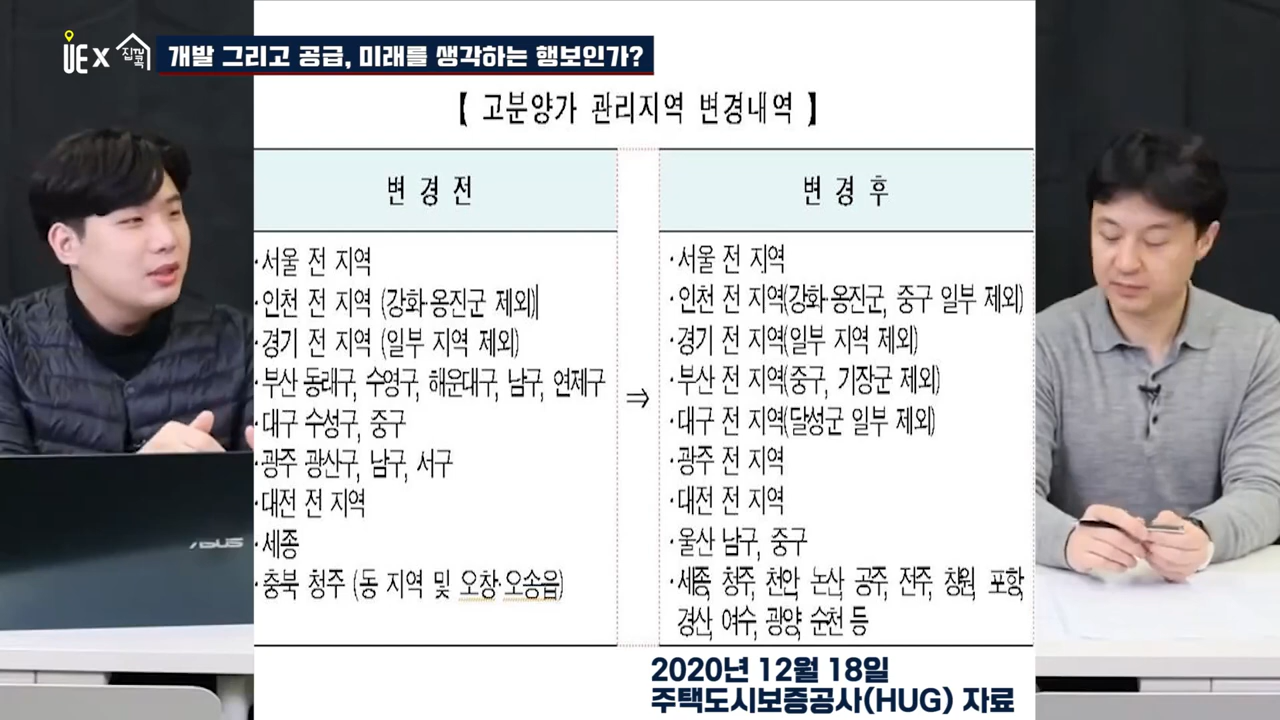 UE X 집깨콕
개발 그리고 공급, 미래를 생각하는 행보인가?
【 고분양가 관리지역 변경내역 】
변 경 전
·서울 전 지역
·인천 전 지역 (강화·옹진군 제외)
·경기 전 지역 (일부 지역 제외)
·부산 동래구, 수영구, 해운대구, 남구, 연제구
·대구 수성구, 중구
·광주 광산구, 남구, 서구
·대전 전 지역
·세종
·충북 청주 (동 지역 및 오창·오송읍)
⇒
변 경 후
·서울 전 지역
·인천 전 지역(강화·옹진군, 중구 일부 제외)
·경기 전 지역(일부 지역 제외)
·부산 전 지역(중구, 기장군 제외)
·대구 전 지역(달성군 일부 제외)
·광주 전 지역
·대전 전 지역
·울산 남구, 중구
·세종, 청주, 천안, 논산, 공주, 전주, 창원, 포항,
경산, 여수, 광양, 순천 등
2020년 12월 18일
주택도시보증공사(HUG) 자료
ASUS